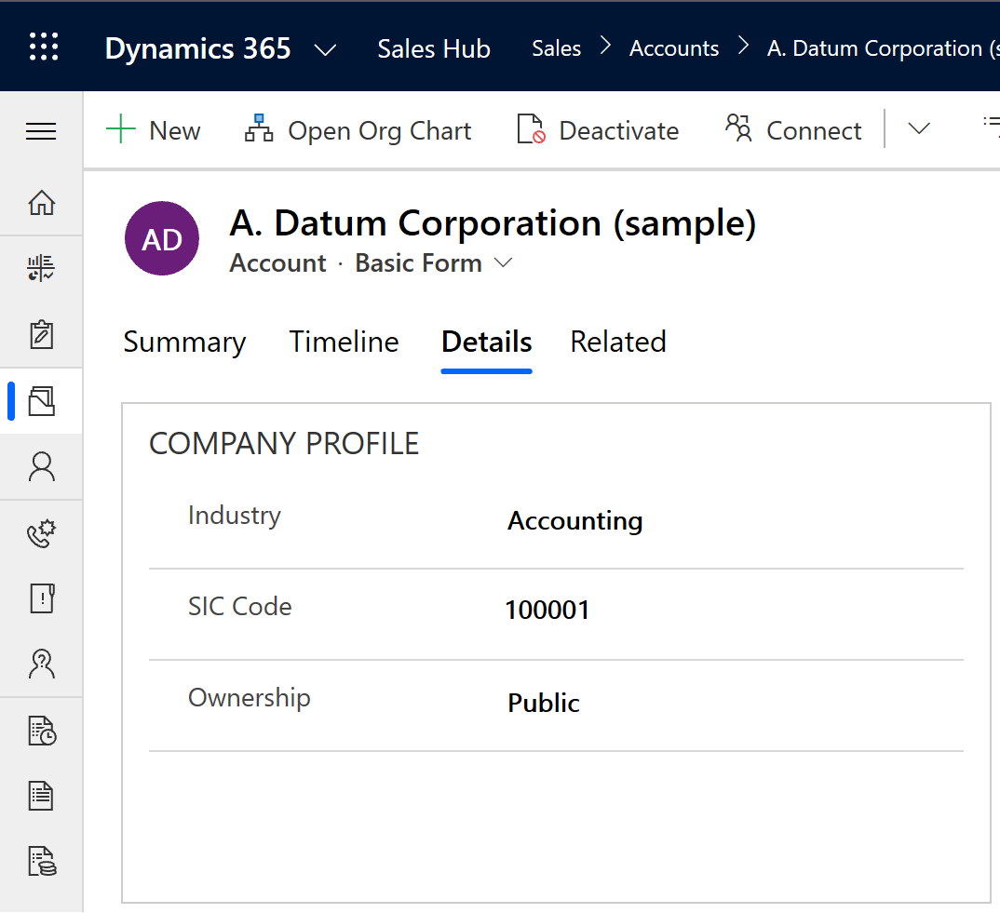 Dynamics 365 Sales Hub Sales > Accounts > A. Datum Corporation (s
New Open Org Chart Deactivate Connect
AD
A. Datum Corporation (sample)
Account · Basic Form
Summary Timeline Details Related
COMPANY PROFILE
Industry Accounting
SIC Code 100001
Ownership Public